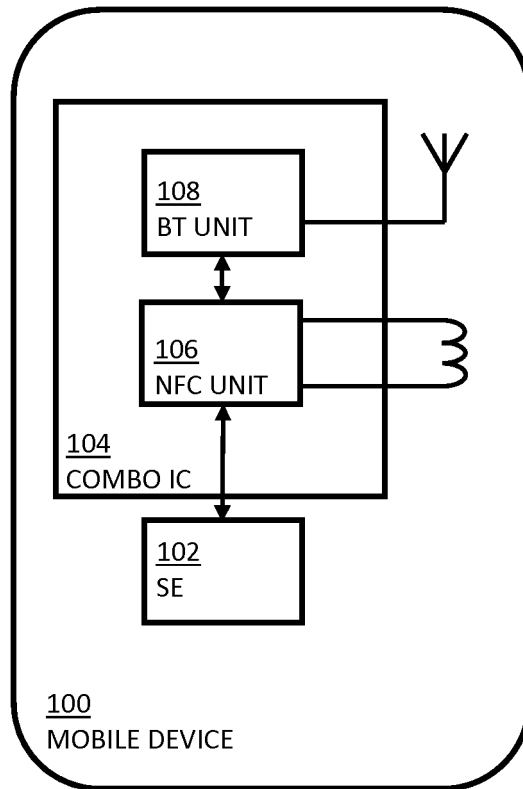 108
BT UNIT
106
NFC UNIT
104
COMBO IC
102
SE
100
MOBILE DEVICE